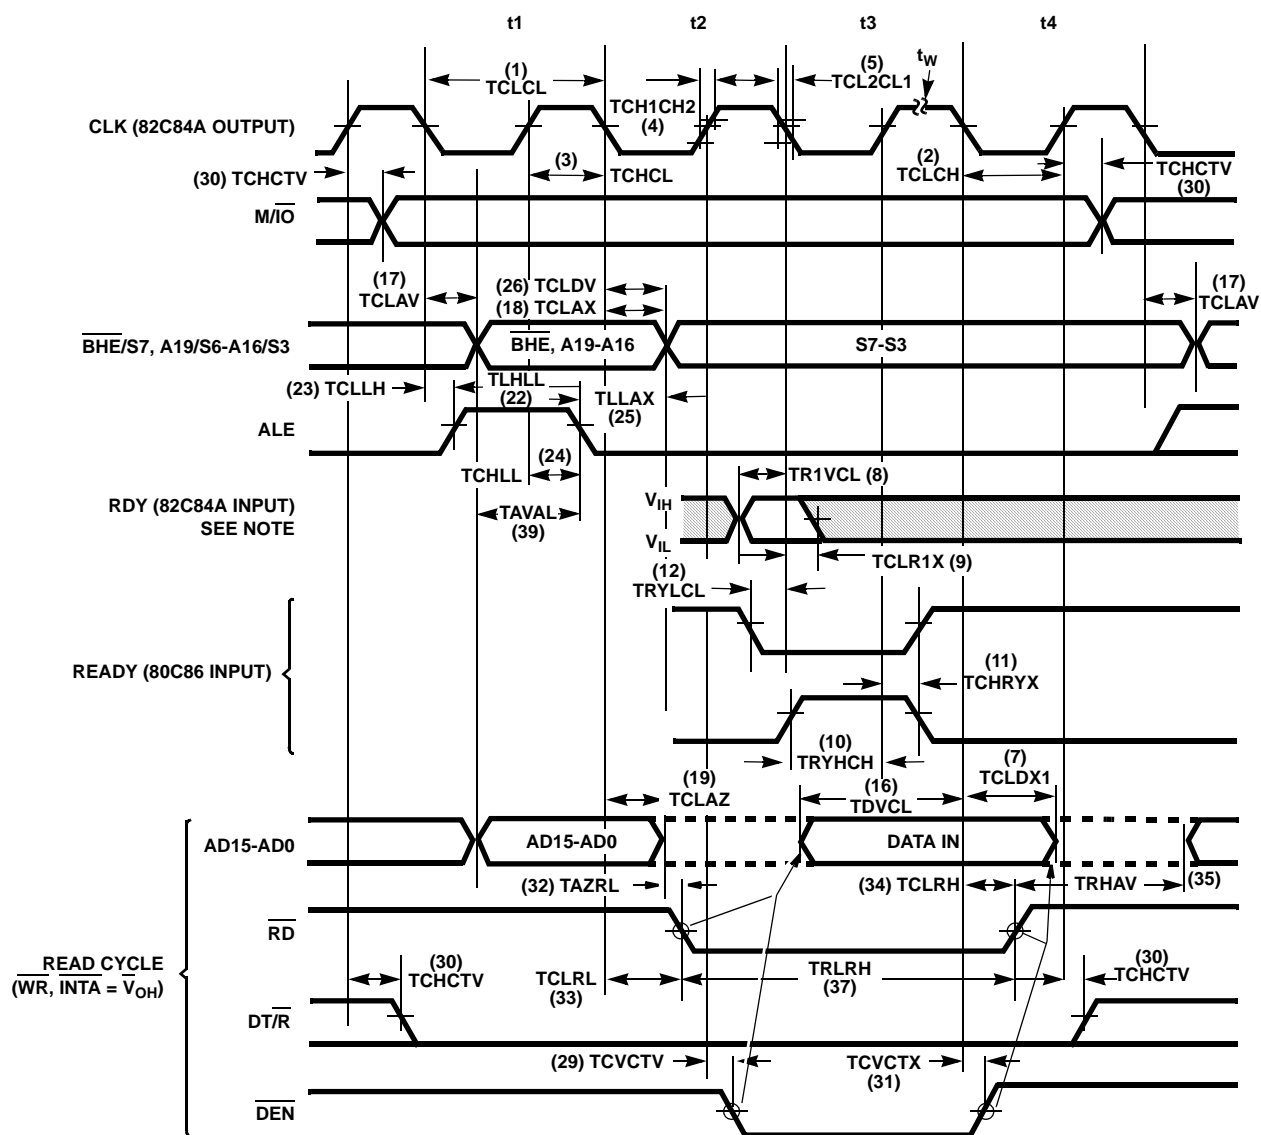 t1 t2 t3 t4
(1)
TCLCL
TCH1CH2
(4)
(5)
TCL2CL1
tW
CLK (82C84A OUTPUT)
(30) TCHCTV
(3)
TCHCL
(2)
TCLCH
TCHCTV
(30)
M/IO
(17)
TCLAV
(26) TCLDV
(18) TCLAX
(17)
TCLAV
BHE/S7, A19/S6-A16/S3
BHE, A19-A16
S7-S3
(23) TCLLH
TLHLL
(22)
TLLAX
(25)
ALE
TCHLL
(24)
TR1VCL (8)
RDY (82C84A INPUT)
SEE NOTE
TAVAL
(39)
VIH
VIL
TCLR1X (9)
(12)
TRYLCL
READY (80C86 INPUT)
(11)
TCHRYX
(10)
TRYHCH
(19)
TCLAZ
(16)
TDVCL
(7)
TCLDX1
AD15-AD0
AD15-AD0
DATA IN
(32) TAZRL
(34) TCLRH
TRHAV
(35)
RD
READ CYCLE
(WR, INTA = VOH)
(30)
TCHCTV
TCLRL
(33)
TRLRH
(37)
(30)
TCHCTV
DT/R
(29) TCVCTV
TCVCTX
(31)
DEN